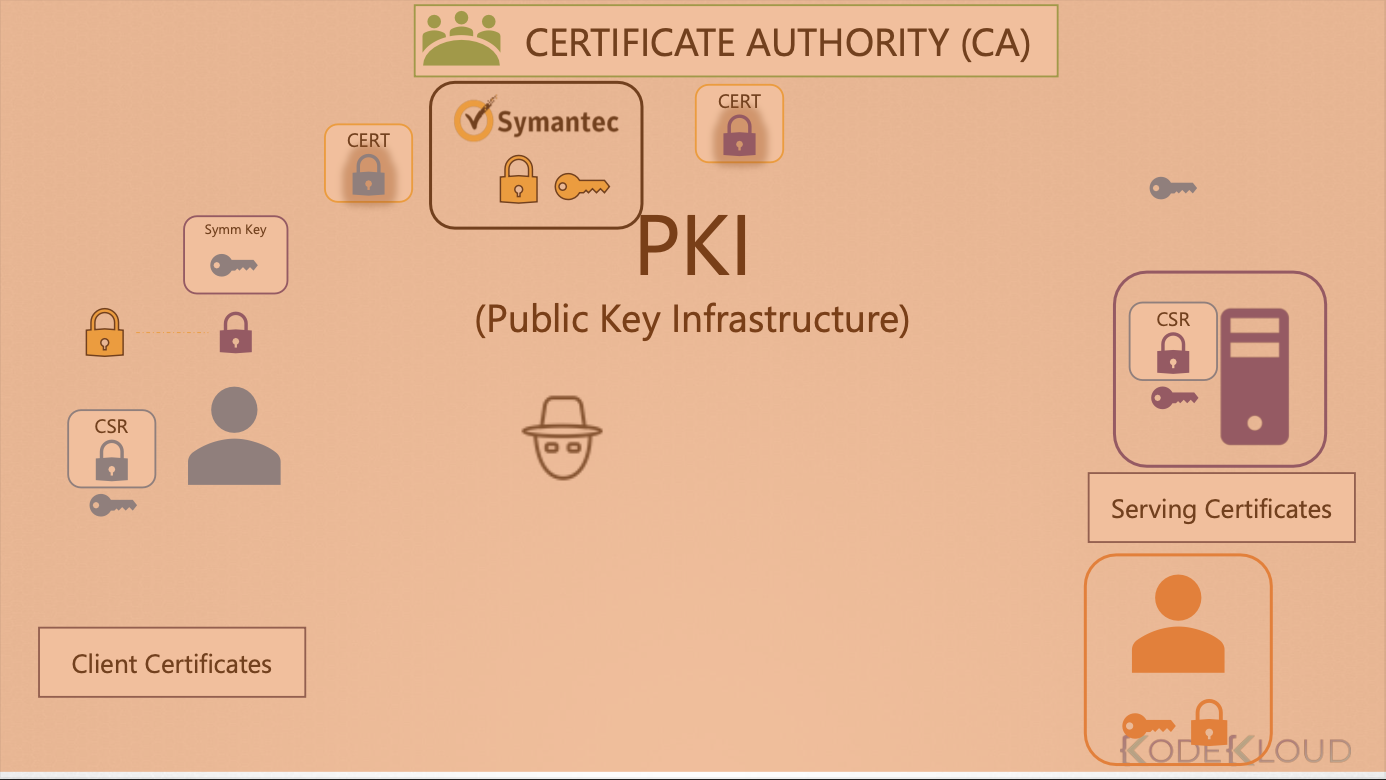 CERTIFICATE AUTHORITY (CA)
CERT
Symantec
CERT
Symm Key
PKI
(Public Key Infrastructure)
CSR
CSR
Serving Certificates
Client Certificates
KODEKLOUD